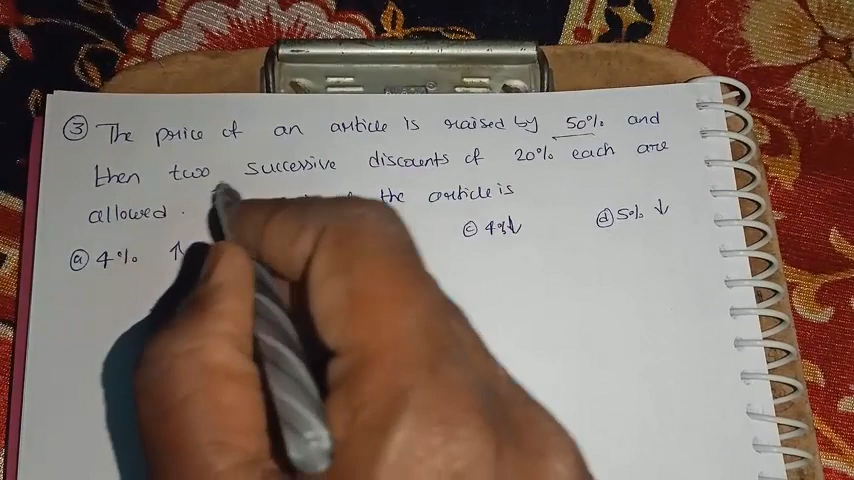 ③ The price of an article is raised by 50% and
then two successive discounts of 20% each are
allowed. the article is
ⓐ 4% ↑ ⓒ 4% ↓ ⓓ 5% ↓